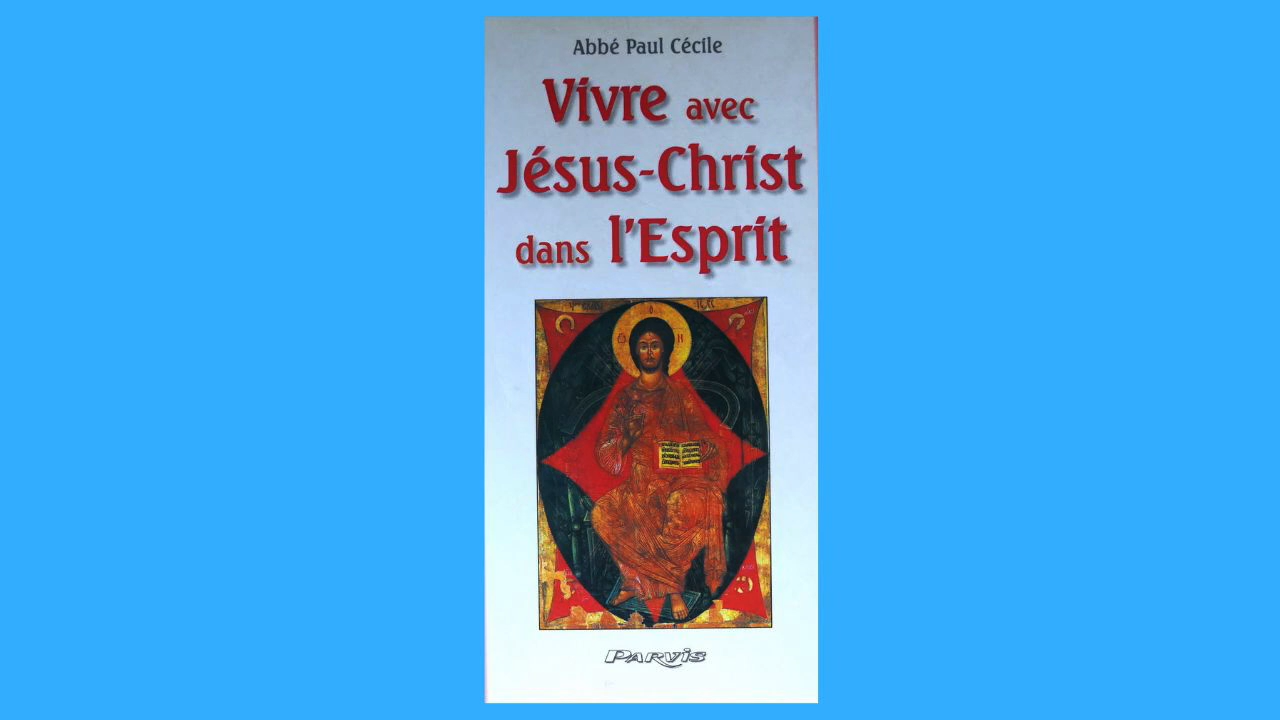 Abbé Paul Cécile
Vivre avec
Jésus-Christ
dans l'Esprit
PARVIS